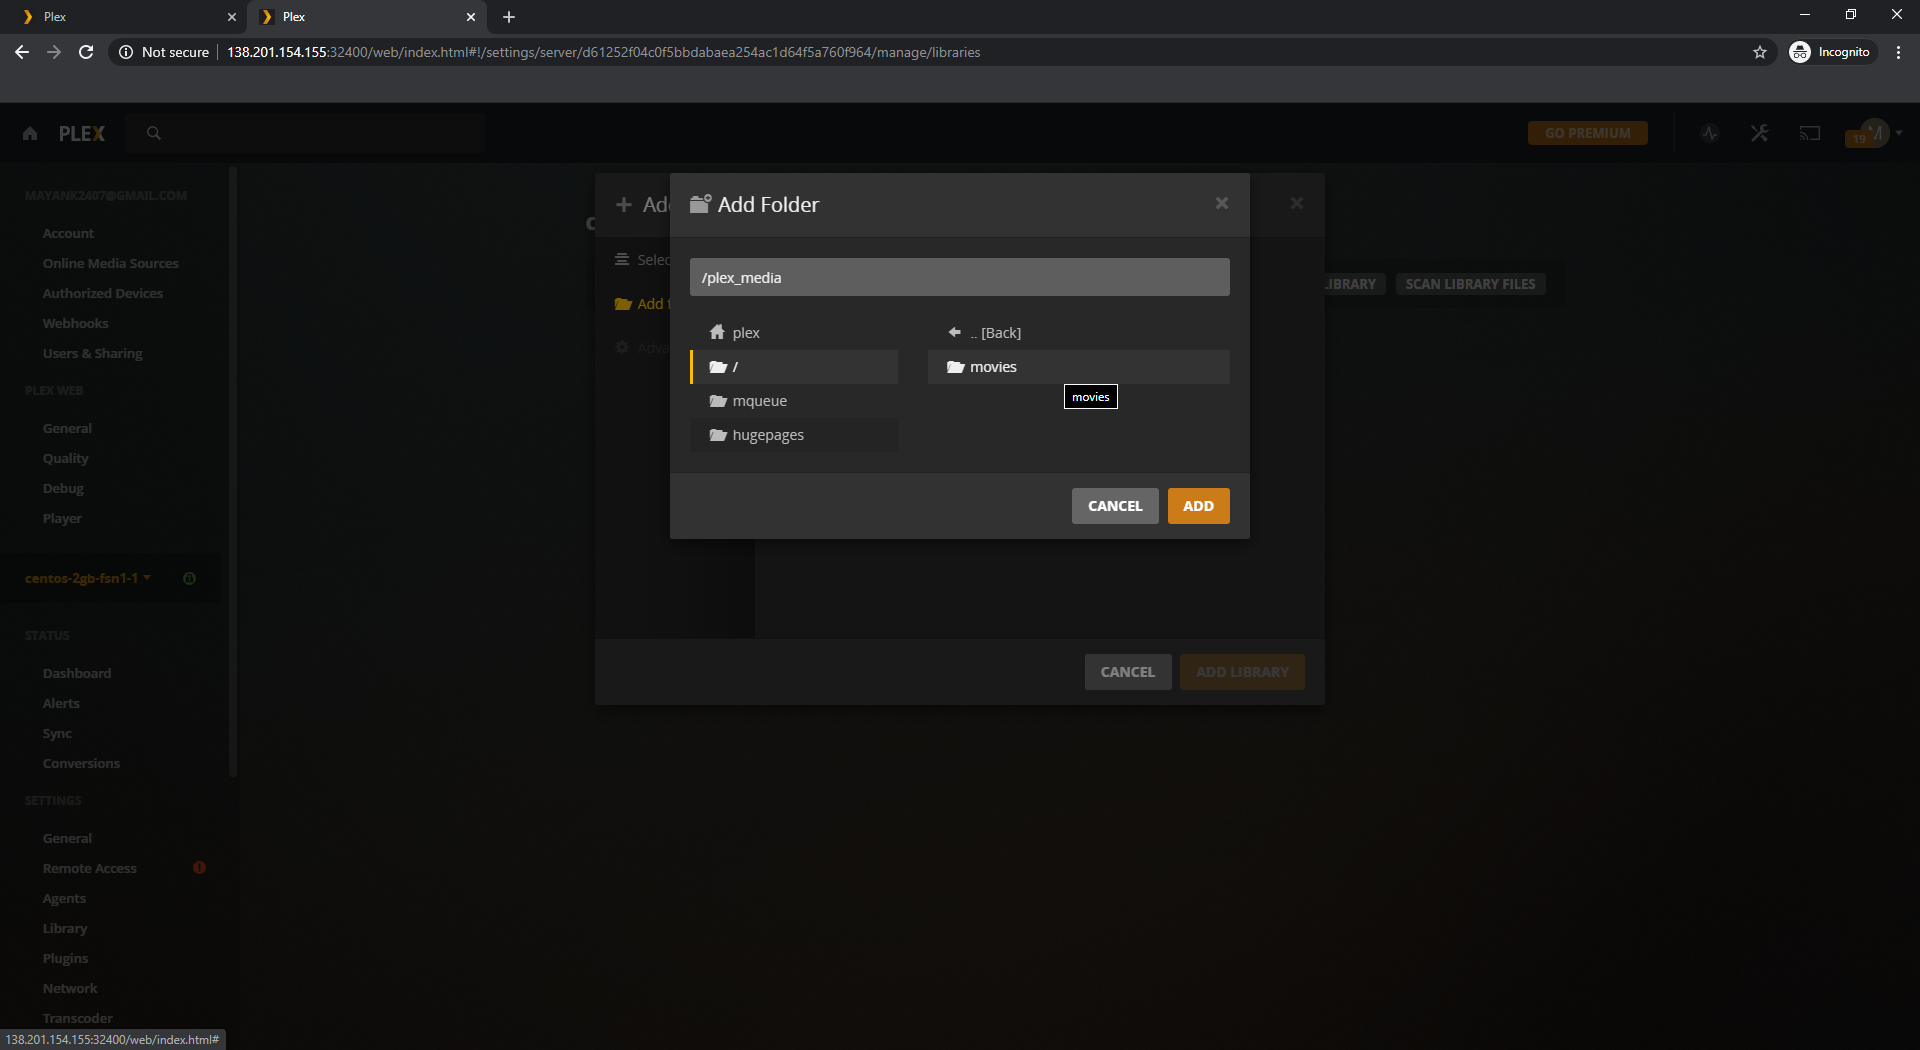 Plex
Plex
Not secure
138.201.154.155:32400/web/index.html#!/settings/server/d61252f04c0f5bbdabaea254ac1d64f5a760f964/manage/libraries
Incognito
PLEX
GO PREMIUM
19
M
MAYANK2407@GMAIL.COM
Account
Online Media Sources
Authorized Devices
Webhooks
Users & Sharing
PLEX WEB
General
Quality
Debug
Player
centos-2gb-fsn1-1
STATUS
Dashboard
Alerts
Sync
Conversions
SETTINGS
General
Remote Access
Agents
Library
Plugins
Network
Transcoder
138.201.154.155:32400/web/index.html#
Add Folder
/plex_media
plex
/
mqueue
hugepages
.. [Back]
movies
movies
CANCEL
ADD
LIBRARY
SCAN LIBRARY FILES
CANCEL
ADD LIBRARY